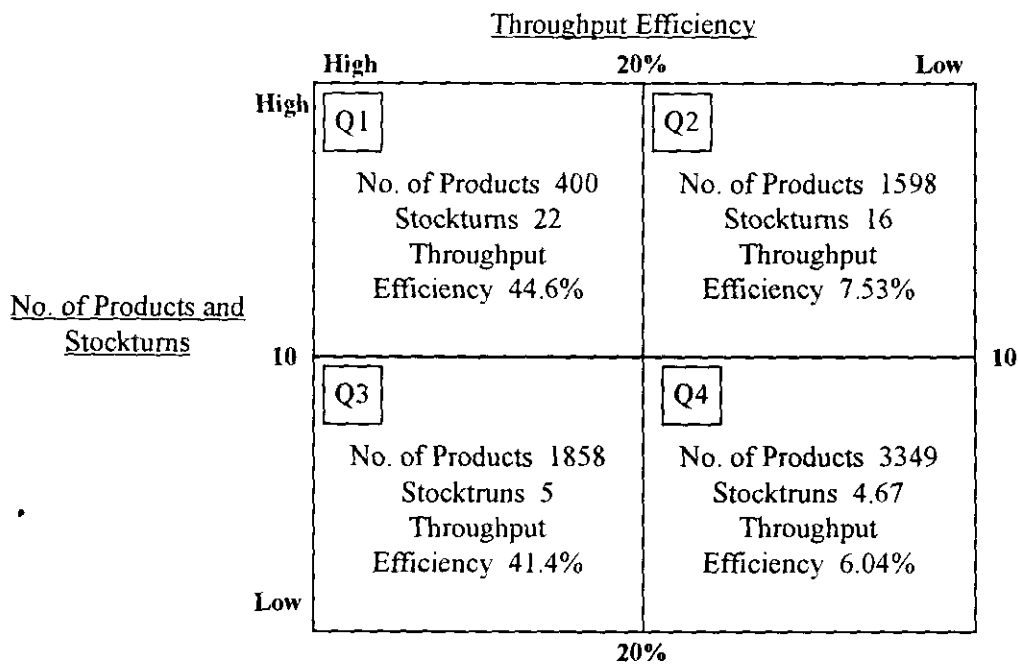 Throughput Efficiency
High 20% Low
High
Q1 Q2
No. of Products 400 No. of Products 1598
Stockturns 22 Stockturns 16
Throughput Throughput
Efficiency 44.6% Efficiency 7.53%
No. of Products and
Stockturns
10 10
Q3 Q4
No. of Products 1858 No. of Products 3349
Stocktruns 5 Stocktruns 4.67
Throughput Throughput
Efficiency 41.4% Efficiency 6.04%
Low
20%